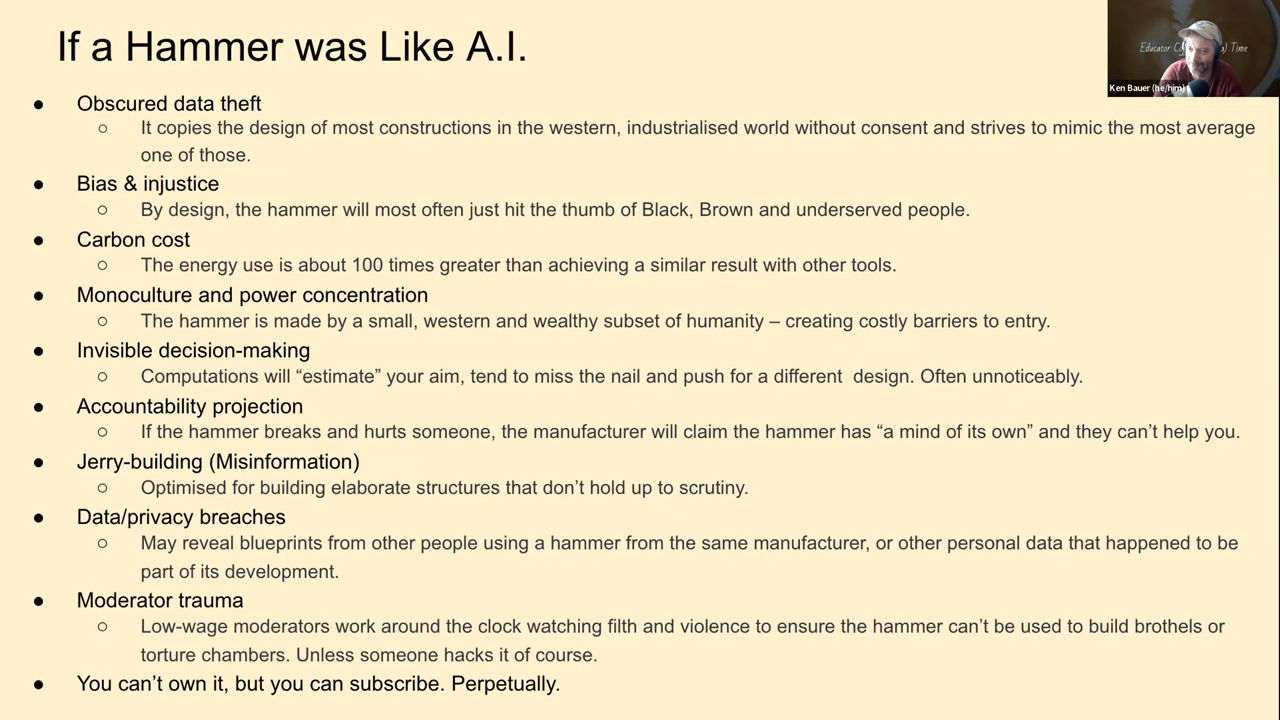 If a Hammer was Like A.I.
Educator C a) Time
Ken Bauer (he/him)
● Obscured data theft
○ It copies the design of most constructions in the western, industrialised world without consent and strives to mimic the most average
one of those.
● Bias & injustice
○ By design, the hammer will most often just hit the thumb of Black, Brown and underserved people.
● Carbon cost
○ The energy use is about 100 times greater than achieving a similar result with other tools.
● Monoculture and power concentration
○ The hammer is made by a small, western and wealthy subset of humanity – creating costly barriers to entry.
● Invisible decision-making
○ Computations will “estimate” your aim, tend to miss the nail and push for a different  design. Often unnoticeably.
● Accountability projection
○ If the hammer breaks and hurts someone, the manufacturer will claim the hammer has “a mind of its own” and they can’t help you.
● Jerry-building (Misinformation)
○ Optimised for building elaborate structures that don’t hold up to scrutiny.
● Data/privacy breaches
○ May reveal blueprints from other people using a hammer from the same manufacturer, or other personal data that happened to be
part of its development.
● Moderator trauma
○ Low-wage moderators work around the clock watching filth and violence to ensure the hammer can’t be used to build brothels or
torture chambers. Unless someone hacks it of course.
● You can’t own it, but you can subscribe. Perpetually.